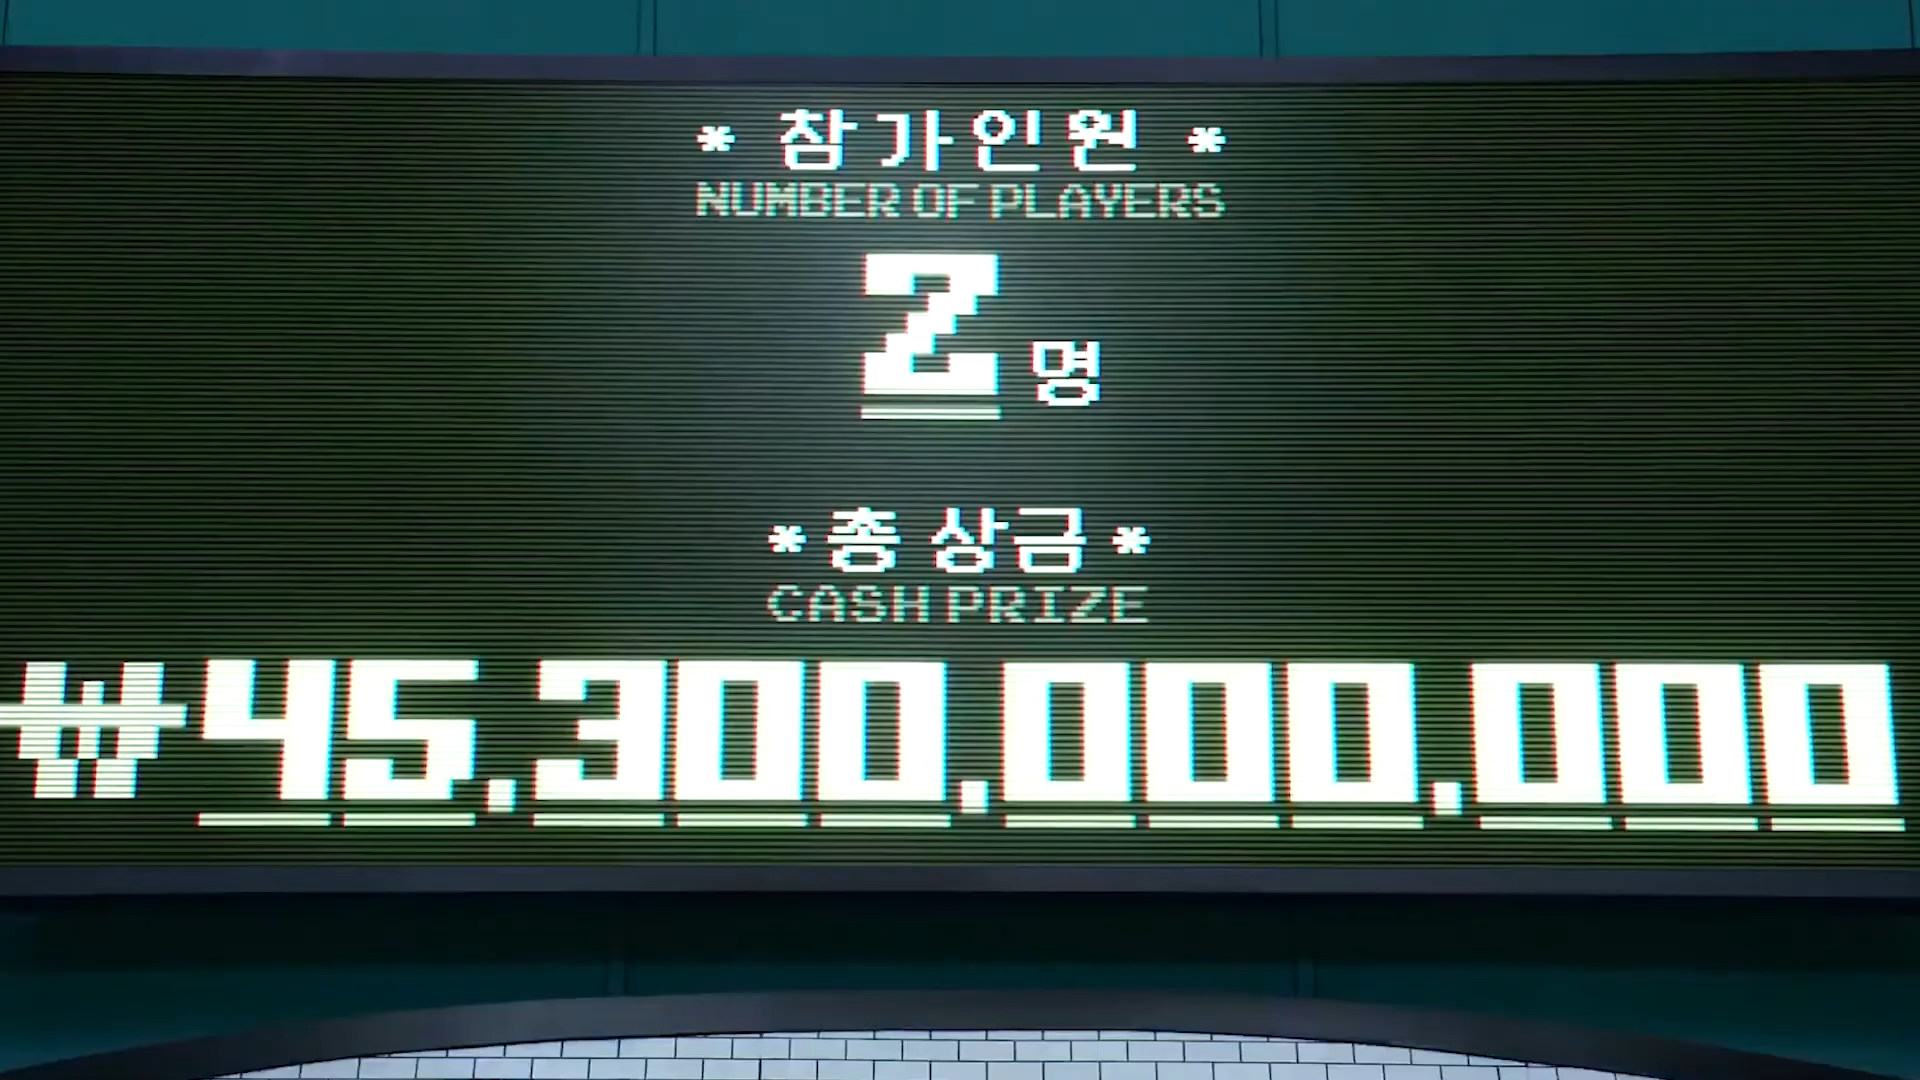 * 참가인원 *
NUMBER OF PLAYERS
2 명
* 총 상금 *
CASH PRIZE
₩45,300,000,000